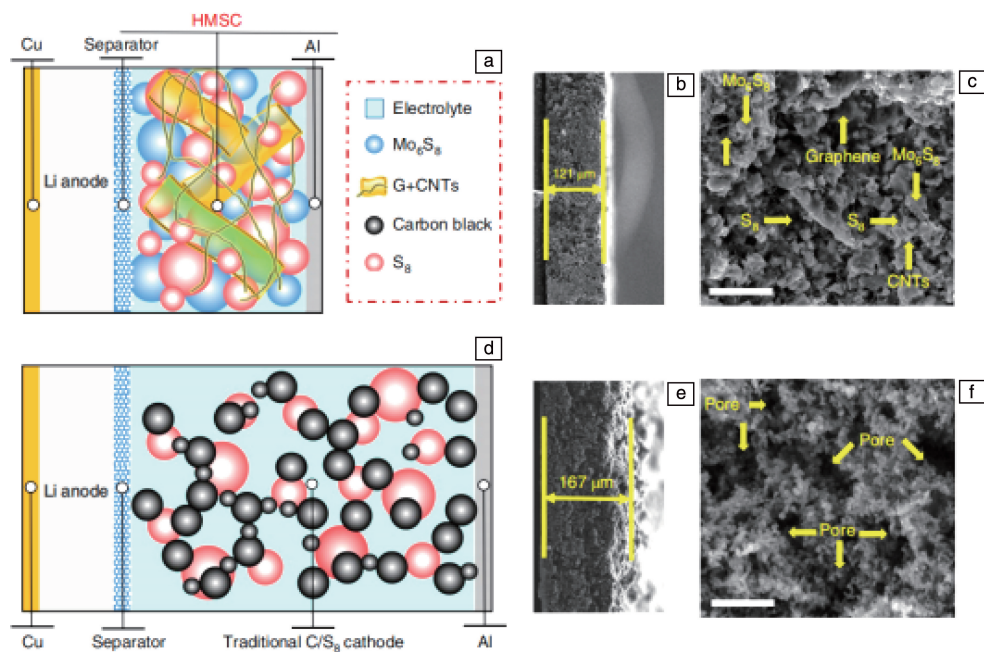 HMSC
Cu
Separator
Al
Li anode
a
Electrolyte
Mo₆S₈
G+CNTs
Carbon black
S₈
b
121 μm
c
Mo₆S₈
Graphene
Mo₆S₈
S₈
S₈
CNTs
d
Li anode
Cu
Separator
Traditional C/S₈ cathode
Al
e
167 μm
f
Pore
Pore
Pore